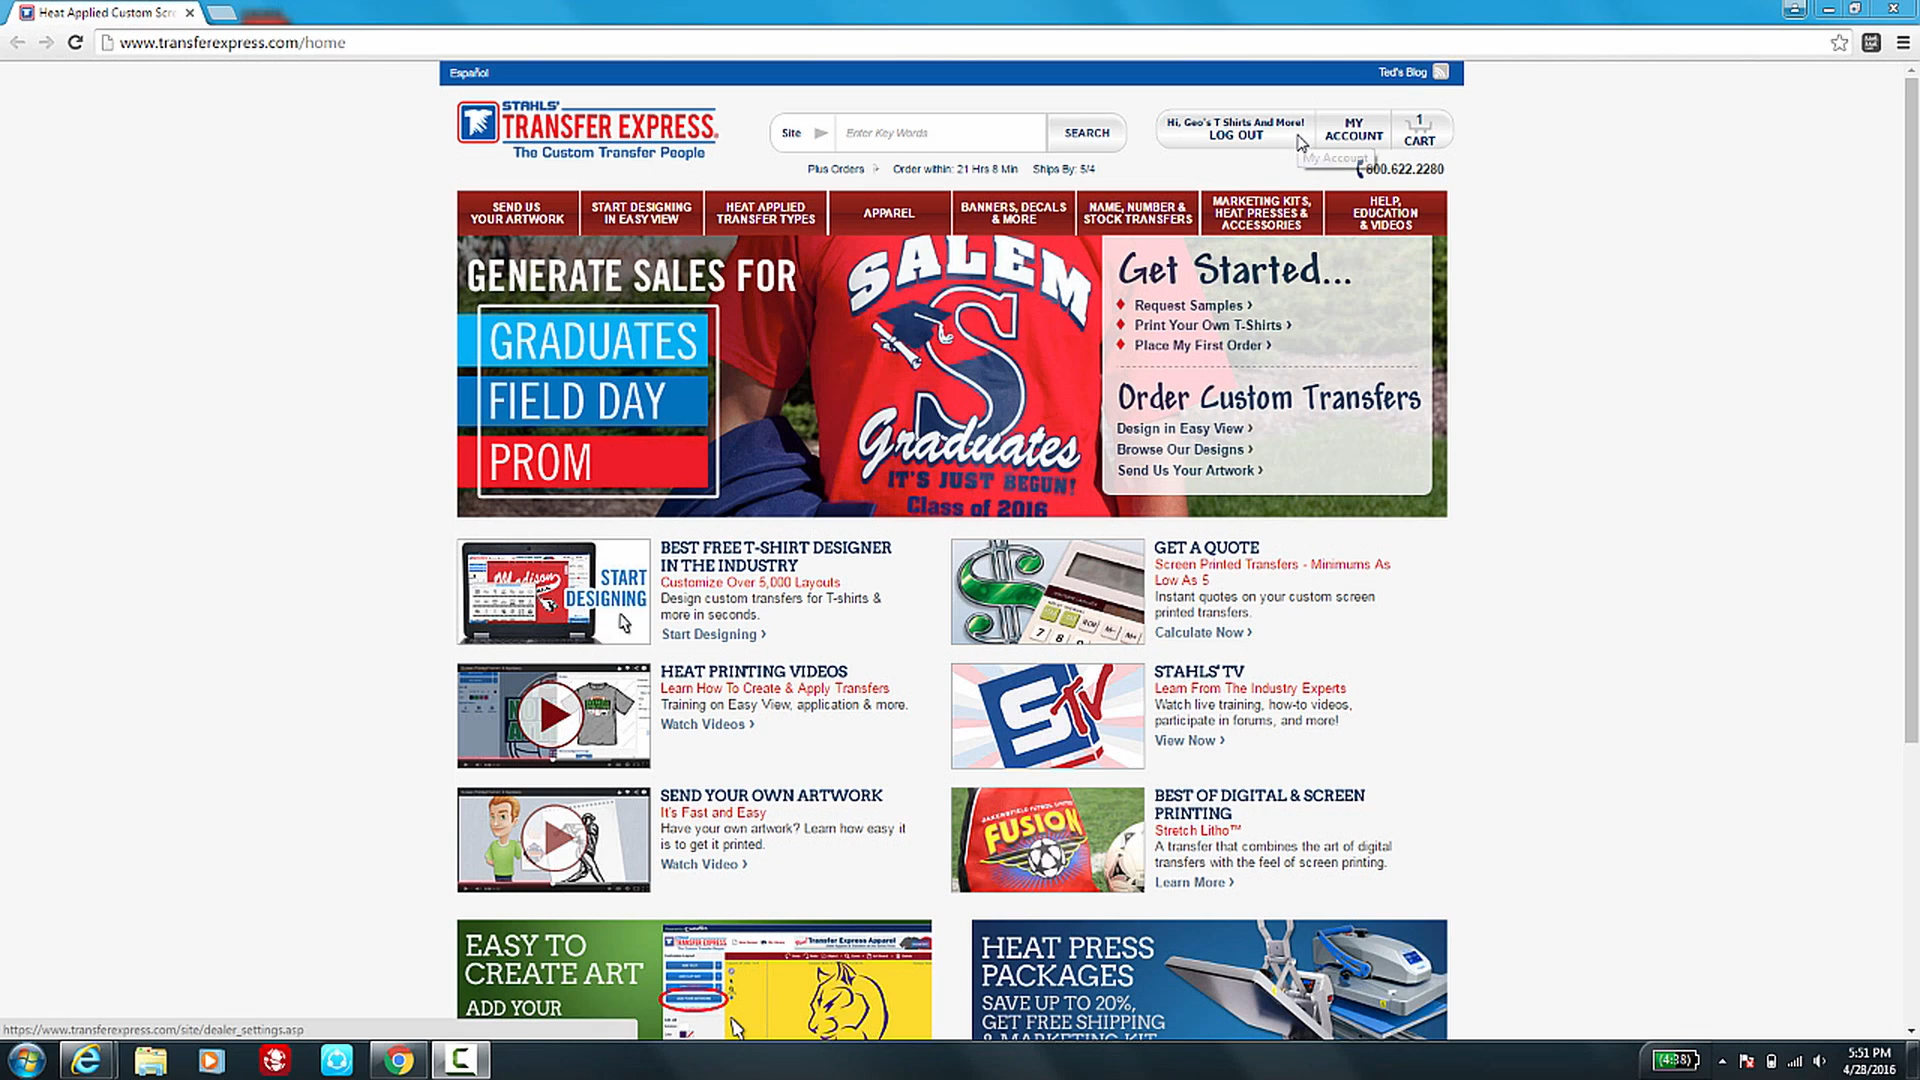 Heat Applied Custom Scr
www.transferexpress.com/home
Español
Ted's Blog
STAHLS'
TRANSFER EXPRESS®
The Custom Transfer People
Site
Enter Key Words
SEARCH
Hi, Geo's T Shirts And More!
LOG OUT
MY
ACCOUNT
1
CART
My Account
Plus Orders
Order within: 21 Hrs 8 Min
Ships By: 5/4
800.622.2280
SEND US
YOUR ARTWORK
START DESIGNING
IN EASY VIEW
HEAT APPLIED
TRANSFER TYPES
APPAREL
BANNERS, DECALS
& MORE
NAME, NUMBER &
STOCK TRANSFERS
MARKETING KITS,
HEAT PRESSES &
ACCESSORIES
HELP,
EDUCATION
& VIDEOS
GENERATE SALES FOR
GRADUATES
FIELD DAY
PROM
SALEM
S
Graduates
IT'S JUST BEGUN!
Class of 2016
Get Started...
Request Samples ›
Print Your Own T-Shirts ›
Place My First Order ›
Order Custom Transfers
Design in Easy View ›
Browse Our Designs ›
Send Us Your Artwork ›
START
DESIGNING
Madison
BEST FREE T-SHIRT DESIGNER
IN THE INDUSTRY
Customize Over 5,000 Layouts
Design custom transfers for T-shirts &
more in seconds.
Start Designing ›
GET A QUOTE
Screen Printed Transfers - Minimums As
Low As 5
Instant quotes on your custom screen
printed transfers.
Calculate Now ›
HEAT PRINTING VIDEOS
Learn How To Create & Apply Transfers
Training on Easy View, application & more.
Watch Videos ›
STV
STAHLS' TV
Learn From The Industry Experts
Watch live training, how-to videos,
participate in forums, and more!
View Now ›
SEND YOUR OWN ARTWORK
It's Fast and Easy
Have your own artwork? Learn how easy it
is to get it printed.
Watch Video ›
BAKERSFIELD FUTBOL UNITED
FUSION
BEST OF DIGITAL & SCREEN
PRINTING
Stretch Litho™
A transfer that combines the art of digital
transfers with the feel of screen printing.
Learn More ›
EASY TO
CREATE ART
ADD YOUR
TRANSFER EXPRESS
Transfer Express Apparel
HEAT PRESS
PACKAGES
SAVE UP TO 20%,
GET FREE SHIPPING
& MARKETING KIT
https://www.transferexpress.com/site/dealer_settings.asp
(4:38)
5:51 PM
4/28/2016